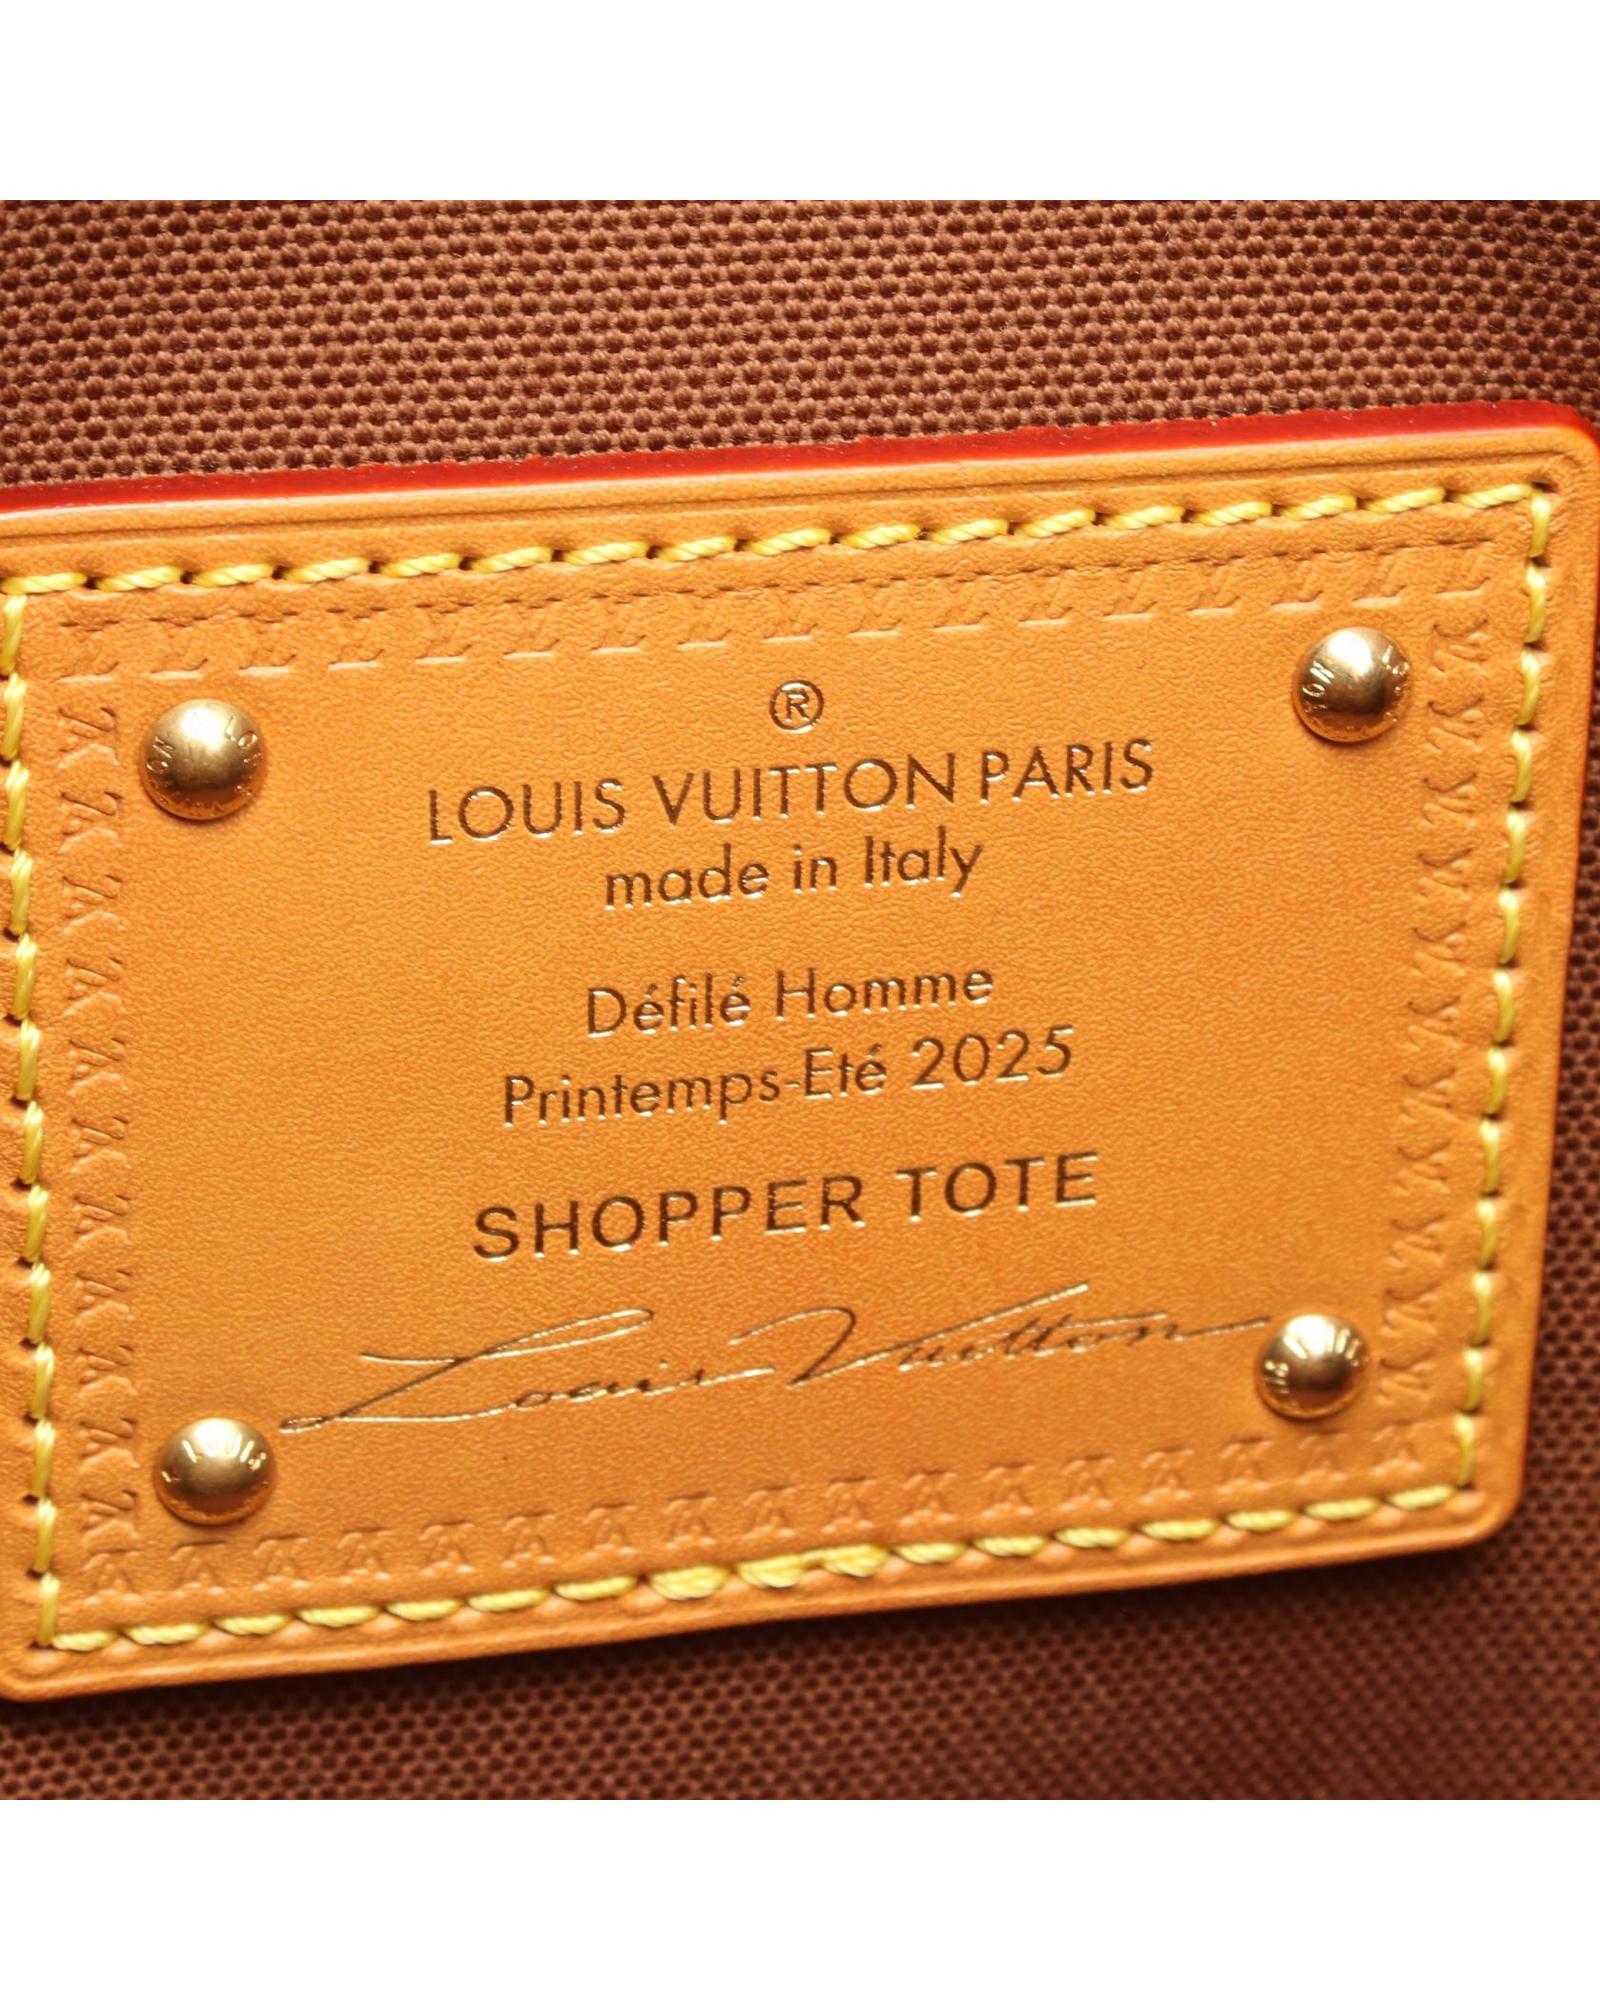 ®
LOUIS VUITTON PARIS
made in Italy
Défilé Homme
Printemps-Eté 2025
SHOPPER TOTE
Louis Vuitton